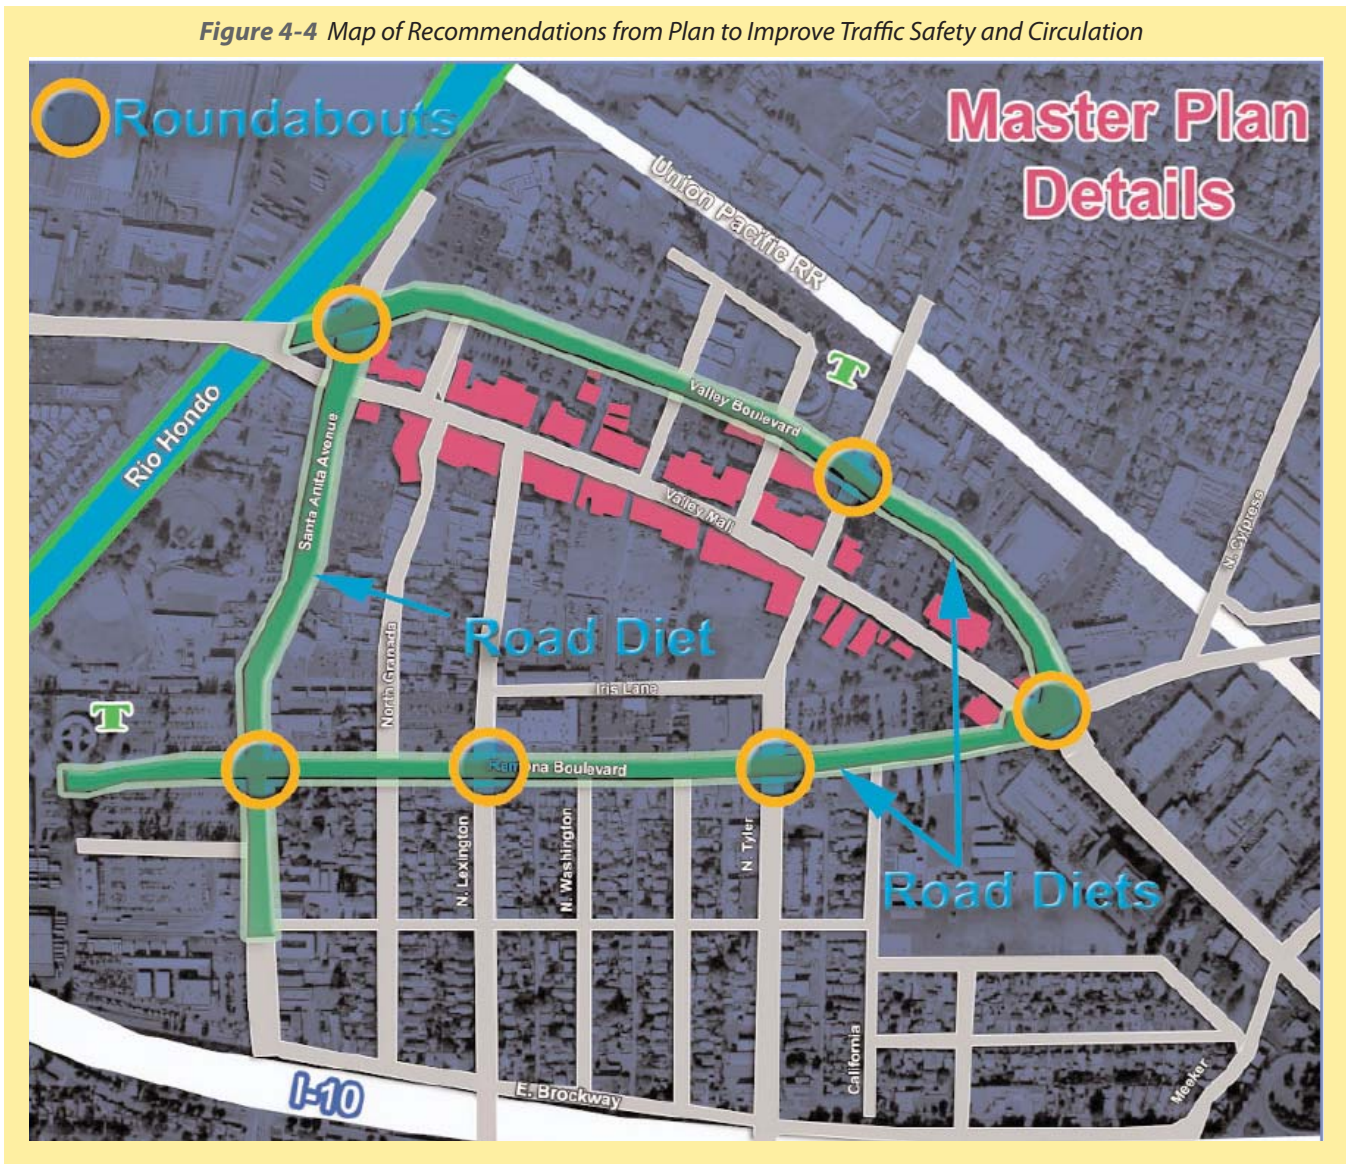 Figure 4-4 Map of Recommendations from Plan to Improve Traffic Safety and Circulation
Roundabouts
Master Plan
Details
Union Pacific RR
T
Rio Hondo
Valley Boulevard
Santa Anita Avenue
Valley Mall
N. Cypress
Road Diet
North Granada
Iris Lane
T
Ramona Boulevard
N. Lexington
N. Washington
N Tyler
Road Diets
California
Meeker
I-10
E. Brockway